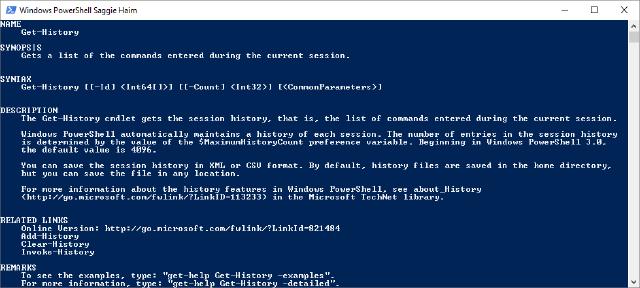 Windows PowerShell Saggie Haim
NAME
Get-History
SYNOPSIS
Gets a list of the commands entered during the current session.
SYNTAX
Get-History [[-Id] <Int64[]>] [[-Count] <Int32>] [<CommonParameters>]
DESCRIPTION
The Get-History cmdlet gets the session history, that is, the list of commands entered during the current session.
Windows PowerShell automatically maintains a history of each session. The number of entries in the session history
is determined by the value of the $MaximumHistoryCount preference variable. Beginning in Windows PowerShell 3.0,
the default value is 4096.
You can save the session history in XML or CSV format. By default, history files are saved in the home directory,
but you can save the file in any location.
For more information about the history features in Windows PowerShell, see about_History
(http://go.microsoft.com/fwlink/?LinkID=113233) in the Microsoft TechNet library.
RELATED LINKS
Online Version: http://go.microsoft.com/fwlink/?LinkId=821484
Add-History
Clear-History
Invoke-History
REMARKS
To see the examples, type: "get-help Get-History -examples".
For more information, type: "get-help Get-History -detailed".